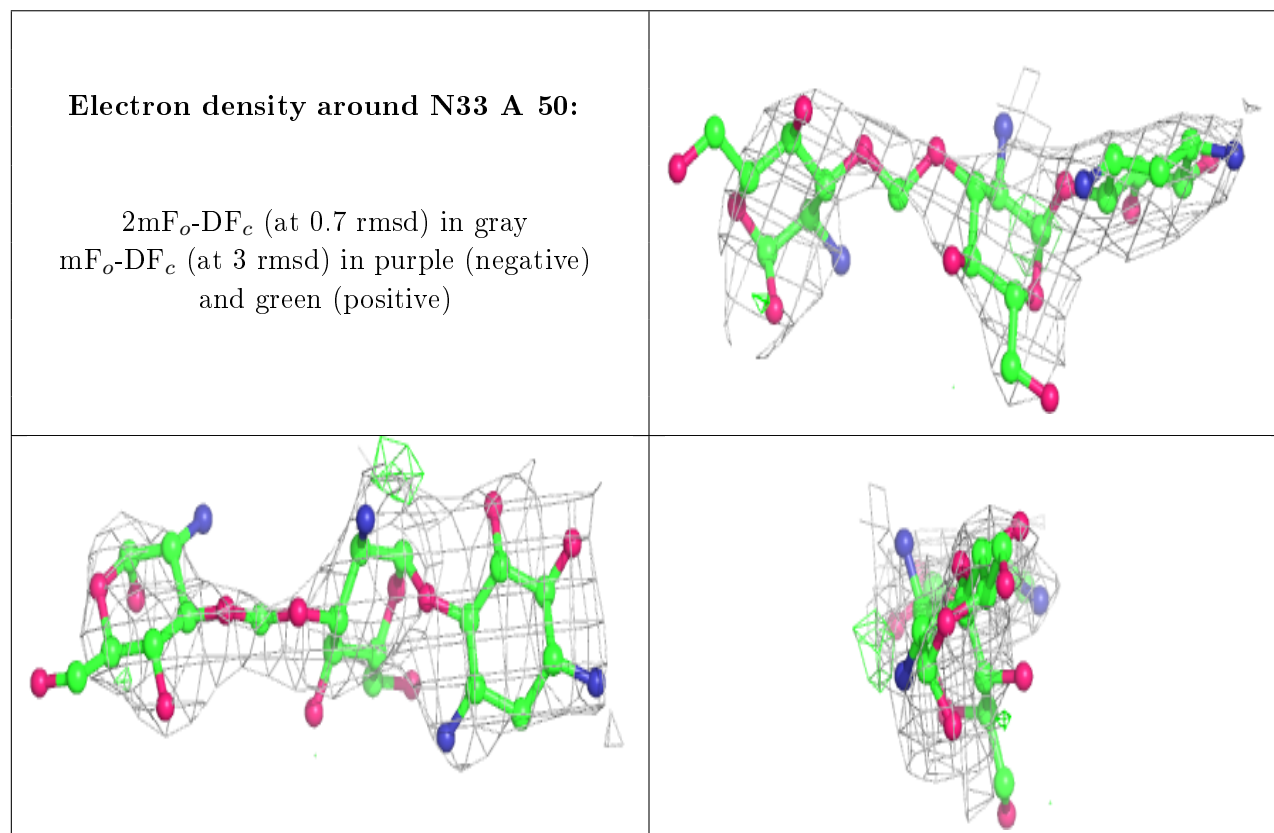 Electron density around N33 A 50:
2mFₒ-DF𝒸 (at 0.7 rmsd) in gray
mFₒ-DF𝒸 (at 3 rmsd) in purple (negative)
and green (positive)